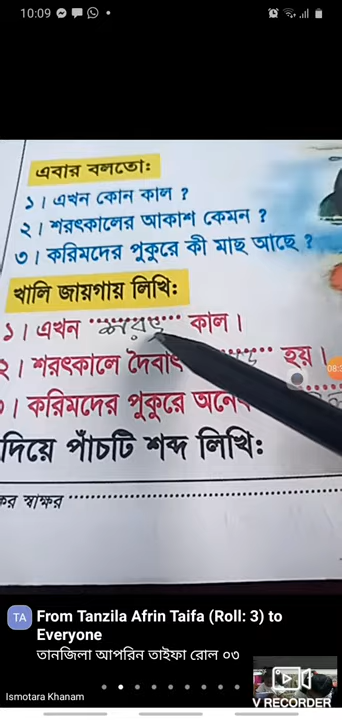 10:09
এবার বলতো:
১। এখন কোন কাল ?
২। শরৎকালের আকাশ কেমন ?
৩। করিমদের পুকুরে কী মাছ আছে ?
খালি জায়গায় লিখি:
১। এখন শরৎ কাল।
২। শরৎকালে দৈবাৎ হয়।
। করিমদের পুকুরে
দিয়ে পাঁচটি শব্দ লিখি:
স্বাক্ষর
08:
TA From Tanzila Afrin Taifa (Roll: 3) to
Everyone
তানজিলা আপরিন তাইফা রোল ০৩
Ismotara Khanam
V RECORDER